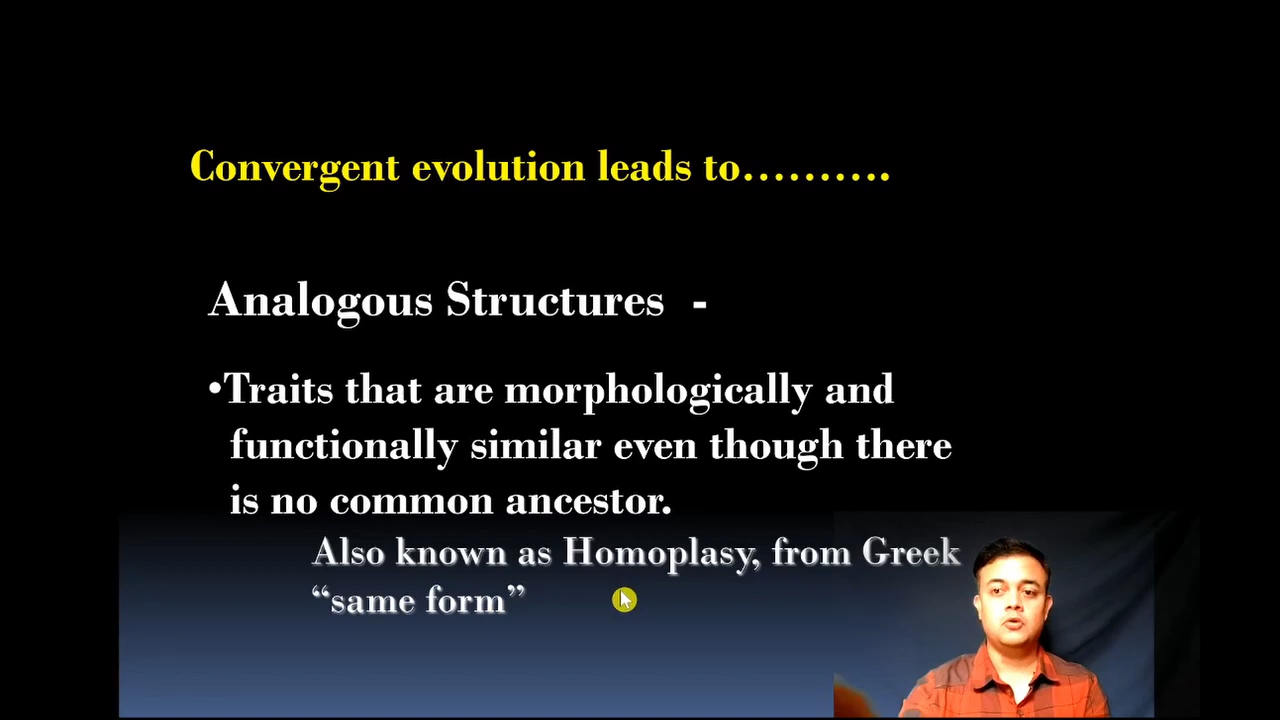 Convergent evolution leads to……….
Analogous Structures -
•Traits that are morphologically and
functionally similar even though there
is no common ancestor.
Also known as Homoplasy, from Greek
“same form”